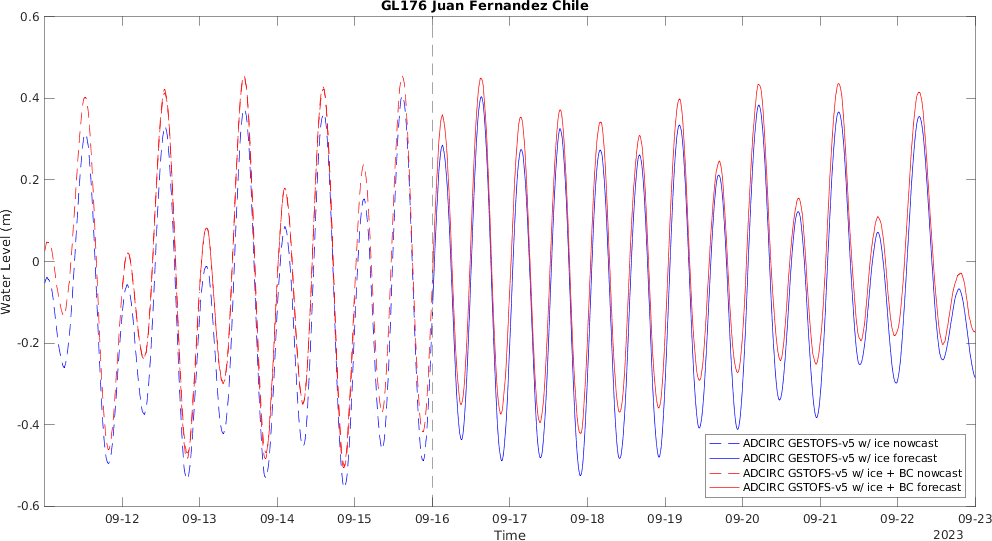 GL176 Juan Fernandez Chile
0.6
0.4
0.2
0
-0.2
-0.4
-0.6
Water Level (m)
ADCIRC GESTOFS-v5 w/ ice nowcast
ADCIRC GESTOFS-v5 w/ ice forecast
ADCIRC GSTOFS-v5 w/ ice + BC nowcast
ADCIRC GSTOFS-v5 w/ ice + BC forecast
09-12 09-13 09-14 09-15 09-16 09-17 09-18 09-19 09-20 09-21 09-22 09-23
Time
2023